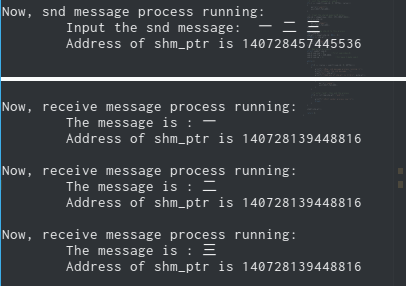 Now, snd message process running:
Input the snd message: 一 二 三
Address of shm_ptr is 140728457445536
Now, receive message process running:
The message is : 一
Address of shm_ptr is 140728139448816
Now, receive message process running:
The message is : 二
Address of shm_ptr is 140728139448816
Now, receive message process running:
The message is : 三
Address of shm_ptr is 140728139448816